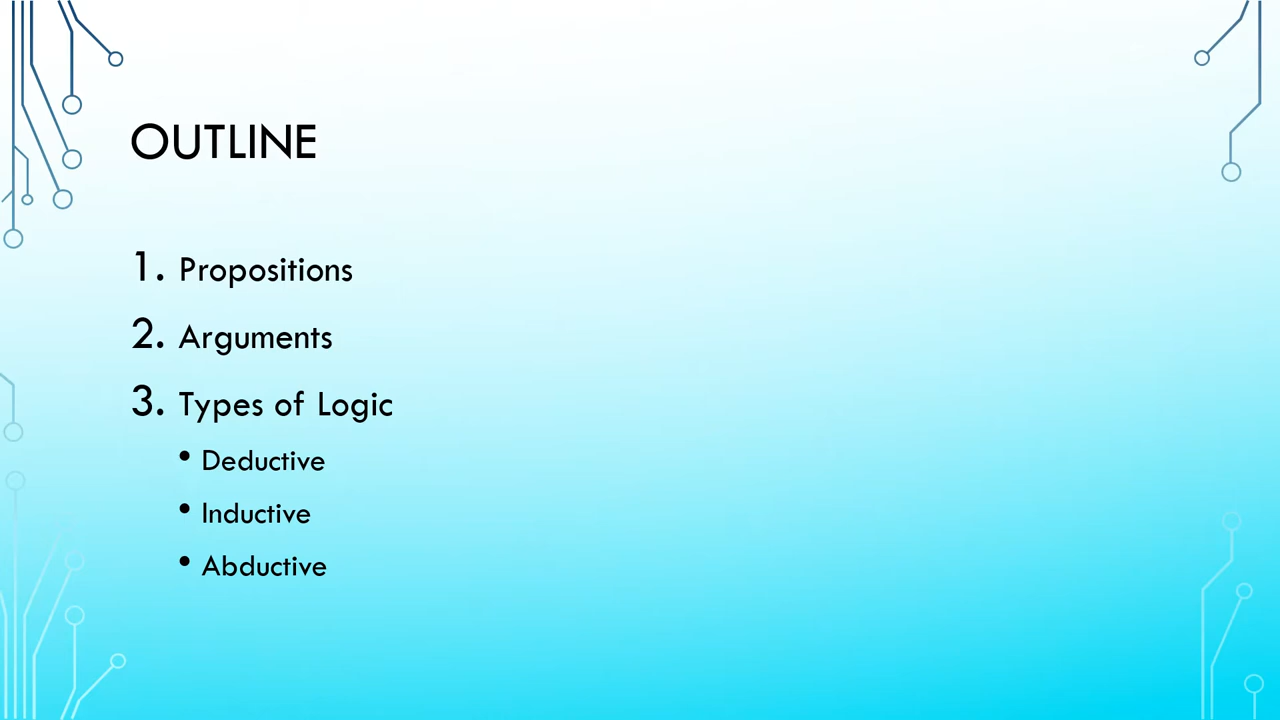 OUTLINE
1. Propositions
2. Arguments
3. Types of Logic
• Deductive
• Inductive
• Abductive